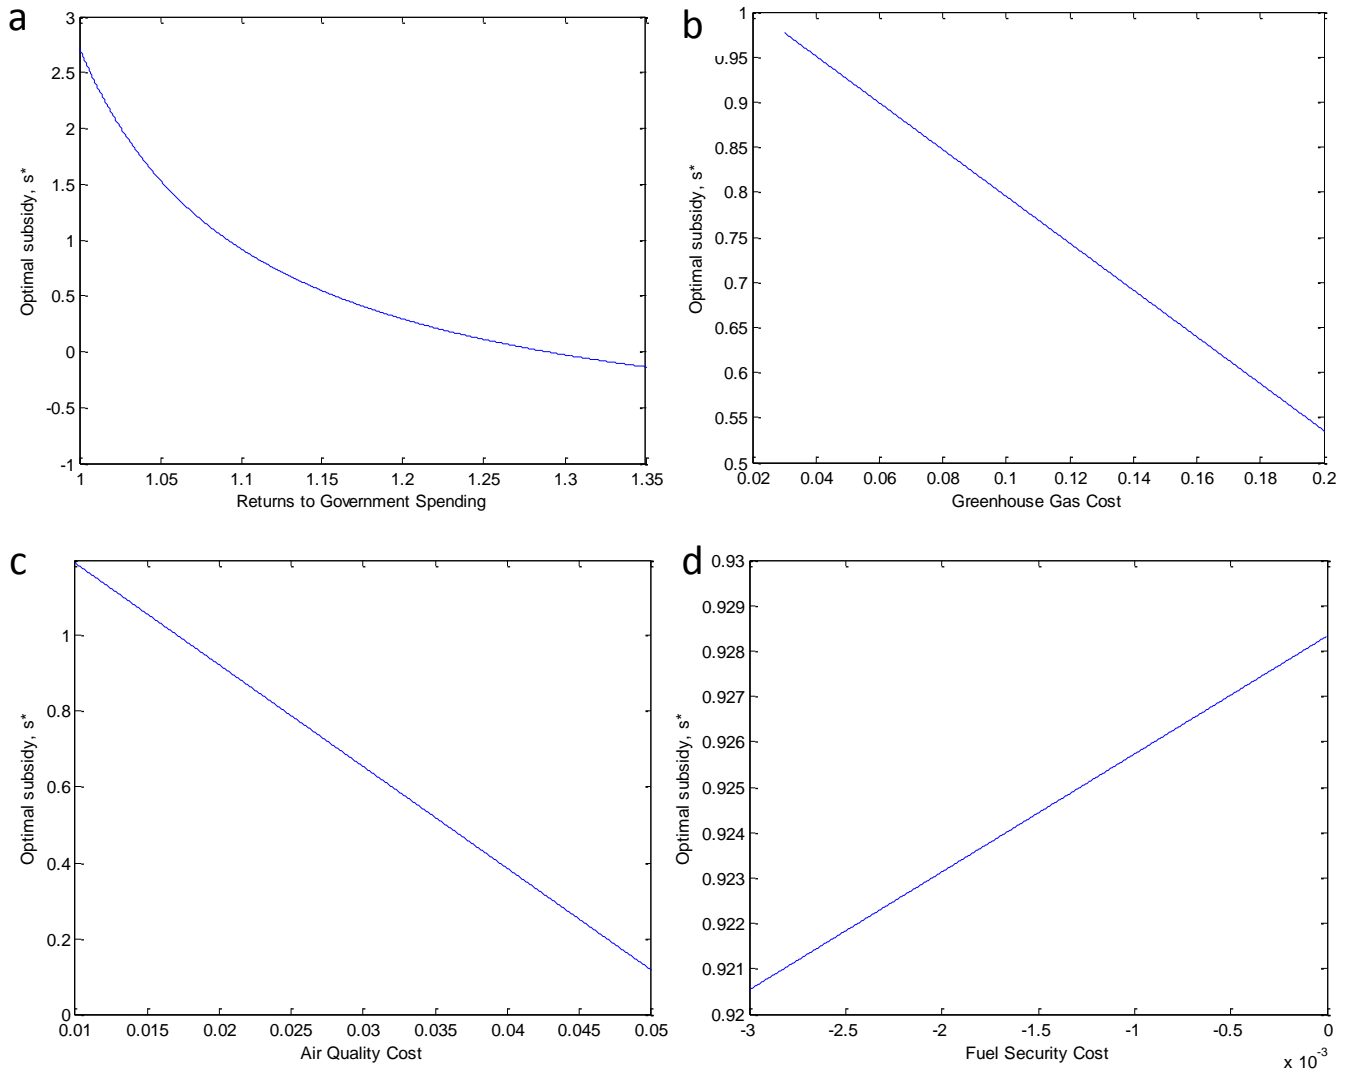 a
3
2.5
2
1.5
1
0.5
0
-0.5
-1
Optimal subsidy, s*
1 1.05 1.1 1.15 1.2 1.25 1.3 1.35
Returns to Government Spending
b
1
0.95
0.9
0.85
0.8
0.75
0.7
0.65
0.6
0.55
0.5
Optimal subsidy, s*
0.02 0.04 0.06 0.08 0.1 0.12 0.14 0.16 0.18 0.2
Greenhouse Gas Cost
c
1
0.8
0.6
0.4
0.2
0
Optimal subsidy, s*
0.01 0.015 0.02 0.025 0.03 0.035 0.04 0.045 0.05
Air Quality Cost
d
0.93
0.929
0.928
0.927
0.926
0.925
0.924
0.923
0.922
0.921
0.92
Optimal subsidy, s*
-3 -2.5 -2 -1.5 -1 -0.5 0
Fuel Security Cost
x 10-3